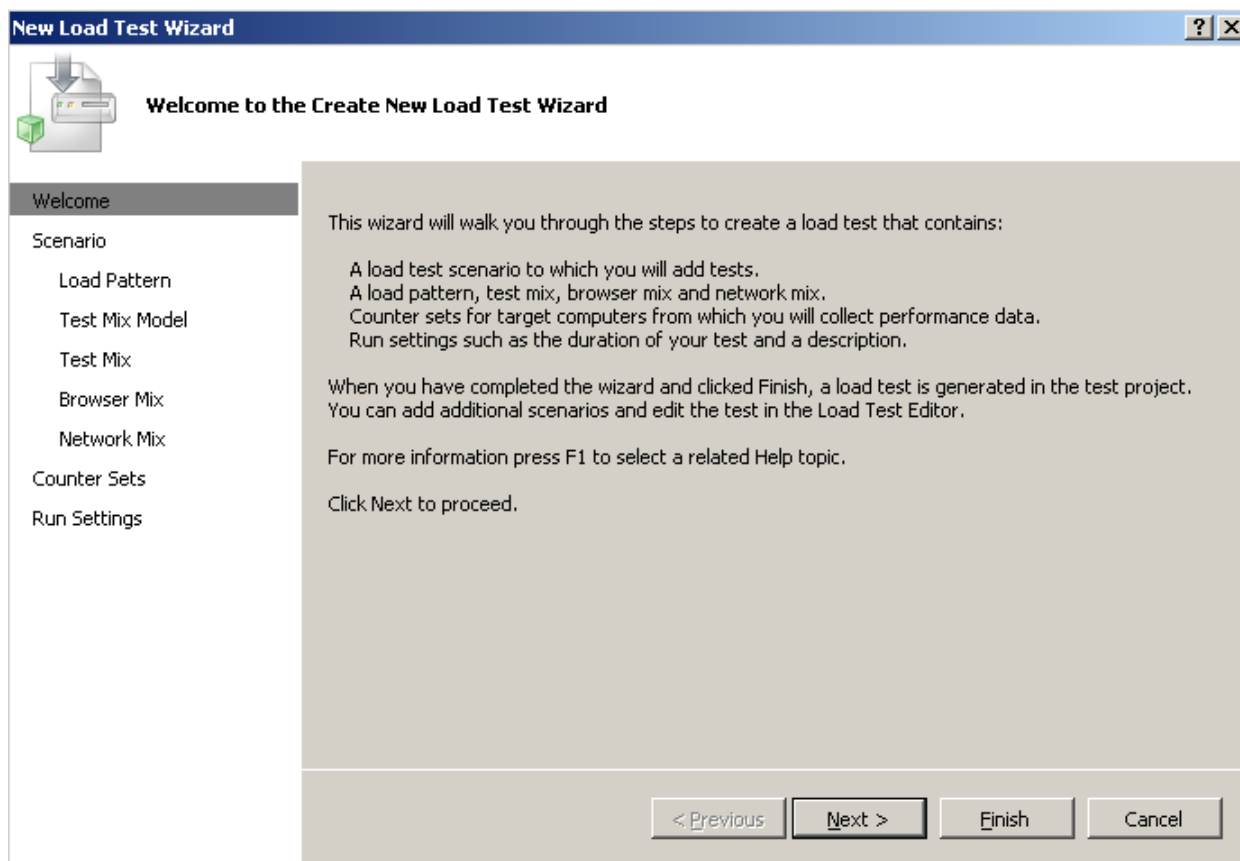 New Load Test Wizard
Welcome to the Create New Load Test Wizard
Welcome
Scenario
Load Pattern
Test Mix Model
Test Mix
Browser Mix
Network Mix
Counter Sets
Run Settings
This wizard will walk you through the steps to create a load test that contains:
A load test scenario to which you will add tests.
A load pattern, test mix, browser mix and network mix.
Counter sets for target computers from which you will collect performance data.
Run settings such as the duration of your test and a description.
When you have completed the wizard and clicked Finish, a load test is generated in the test project.
You can add additional scenarios and edit the test in the Load Test Editor.
For more information press F1 to select a related Help topic.
Click Next to proceed.
< Previous Next > Finish Cancel